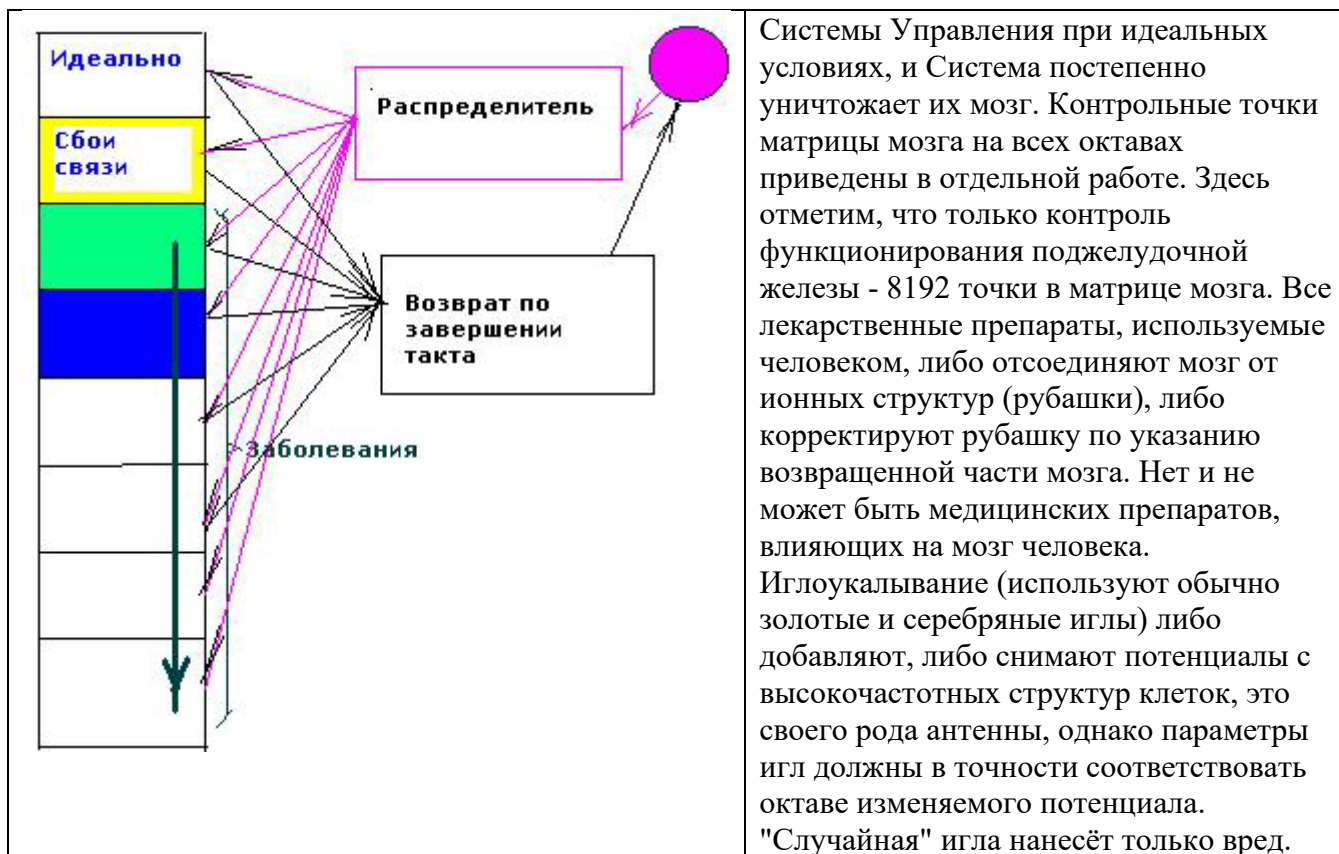 Идеально
Сбои
связи
Распределитель
Возврат по
завершении
такта
Заболевания
Системы Управления при идеальных
условиях, и Система постепенно
уничтожает их мозг. Контрольные точки
матрицы мозга на всех октавах
приведены в отдельной работе. Здесь
отметим, что только контроль
функционирования поджелудочной
железы - 8192 точки в матрице мозга. Все
лекарственные препараты, используемые
человеком, либо отсоединяют мозг от
ионных структур (рубашки), либо
корректируют рубашку по указанию
возвращенной части мозга. Нет и не
может быть медицинских препаратов,
влияющих на мозг человека.
Иглоукалывание (используют обычно
золотые и серебряные иглы) либо
добавляют, либо снимают потенциалы с
высокочастотных структур клеток, это
своего рода антенны, однако параметры
игл должны в точности соответствовать
октаве изменяемого потенциала.
"Случайная" игла нанесёт только вред.